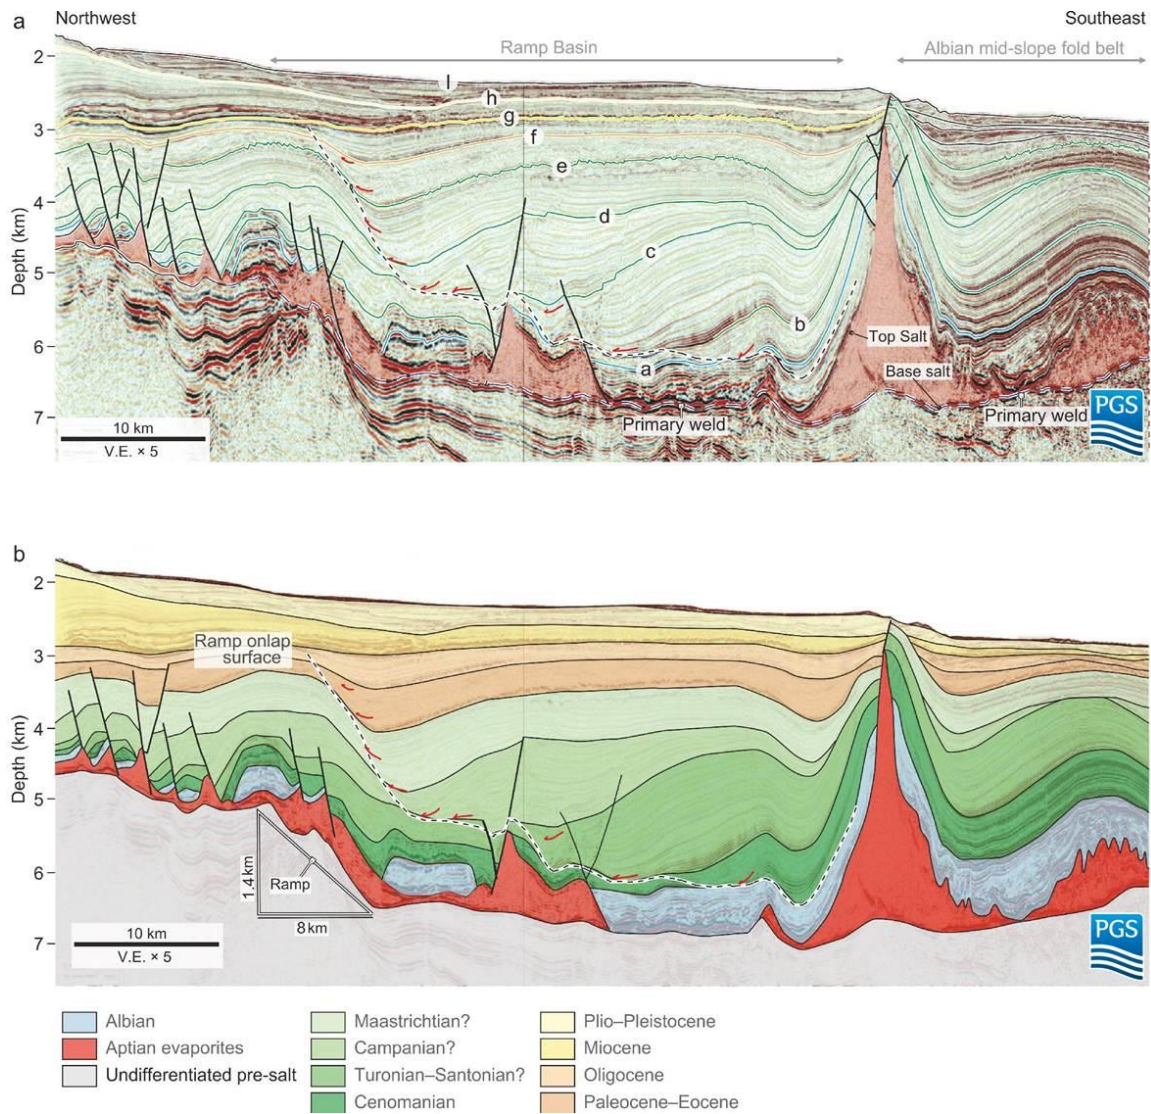 a
Northwest
Southeast
Ramp Basin
Albian mid-slope fold belt
Depth (km)
2
3
4
5
6
7
I
h
g
f
e
d
c
b
a
Top Salt
Base salt
Primary weld
Primary weld
10 km
V.E. × 5
PGS
b
Depth (km)
2
3
4
5
6
7
Ramp onlap
surface
1.4 km
Ramp
8 km
10 km
V.E. × 5
PGS
Albian
Aptian evaporites
Undifferentiated pre-salt
Maastrichtian?
Campanian?
Turonian–Santonian?
Cenomanian
Plio–Pleistocene
Miocene
Oligocene
Paleocene–Eocene